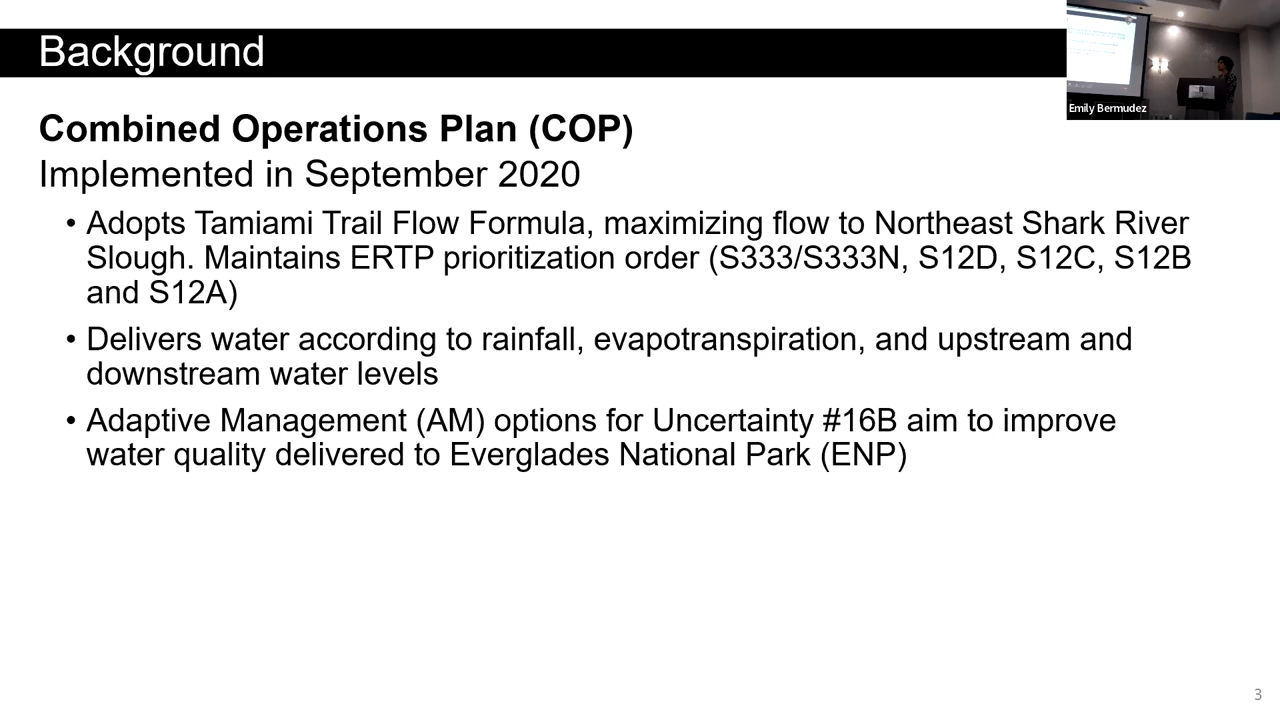 Background
Emily Bermudez
Combined Operations Plan (COP)
Implemented in September 2020
• Adopts Tamiami Trail Flow Formula, maximizing flow to Northeast Shark River
Slough. Maintains ERTP prioritization order (S333/S333N, S12D, S12C, S12B
and S12A)
• Delivers water according to rainfall, evapotranspiration, and upstream and
downstream water levels
• Adaptive Management (AM) options for Uncertainty #16B aim to improve
water quality delivered to Everglades National Park (ENP)
3